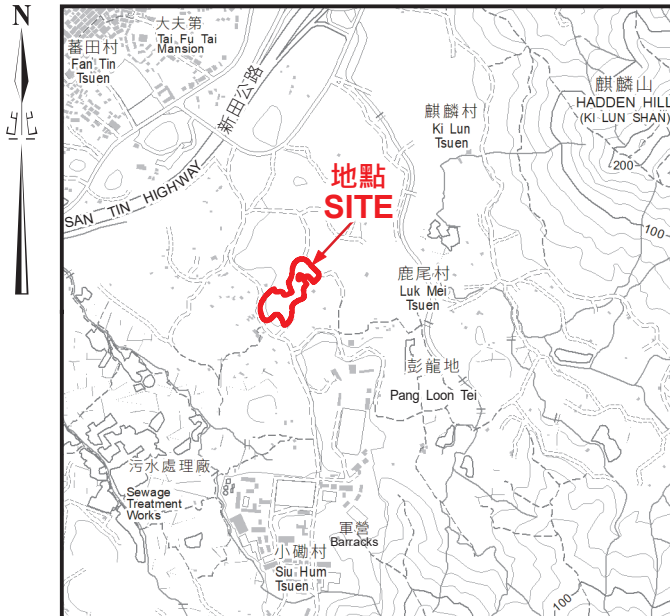 N
大夫第
Tai Fu Tai
Mansion
蕃田村
Fan Tin
Tsuen
新田公路
SAN TIN HIGHWAY
麒麟村
Ki Lun
Tsuen
麒麟山
HADDEN HILL
(KI LUN SHAN)
200
100
地點
SITE
鹿尾村
Luk Mei
Tsuen
彭龍地
Pang Loon Tei
污水處理廠
Sewage
Treatment
Works
軍營
Barracks
小磡村
Siu Hum
Tsuen
100